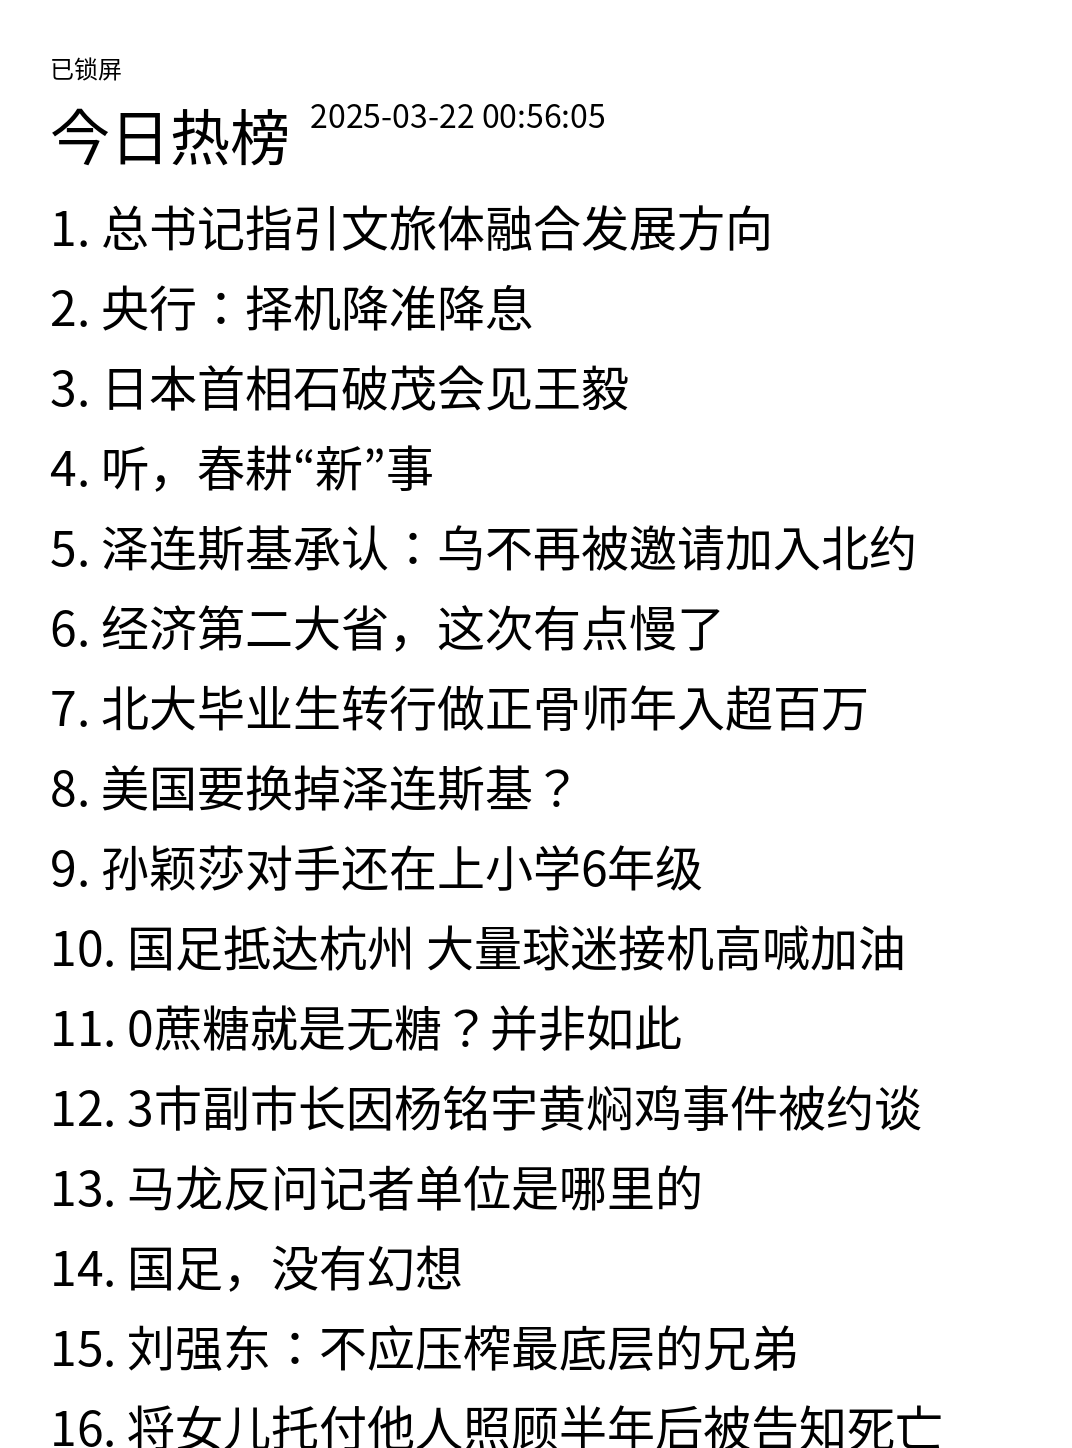 已锁屏
今日热榜 2025-03-22 00:56:05
1. 总书记指引文旅体融合发展方向
2. 央行：择机降准降息
3. 日本首相石破茂会见王毅
4. 听，春耕“新”事
5. 泽连斯基承认：乌不再被邀请加入北约
6. 经济第二大省，这次有点慢了
7. 北大毕业生转行做正骨师年入超百万
8. 美国要换掉泽连斯基？
9. 孙颖莎对手还在上小学6年级
10. 国足抵达杭州 大量球迷接机高喊加油
11. 0蔗糖就是无糖？并非如此
12. 3市副市长因杨铭宇黄焖鸡事件被约谈
13. 马龙反问记者单位是哪里的
14. 国足，没有幻想
15. 刘强东：不应压榨最底层的兄弟
16. 将女儿托付他人照顾半年后被告知死亡